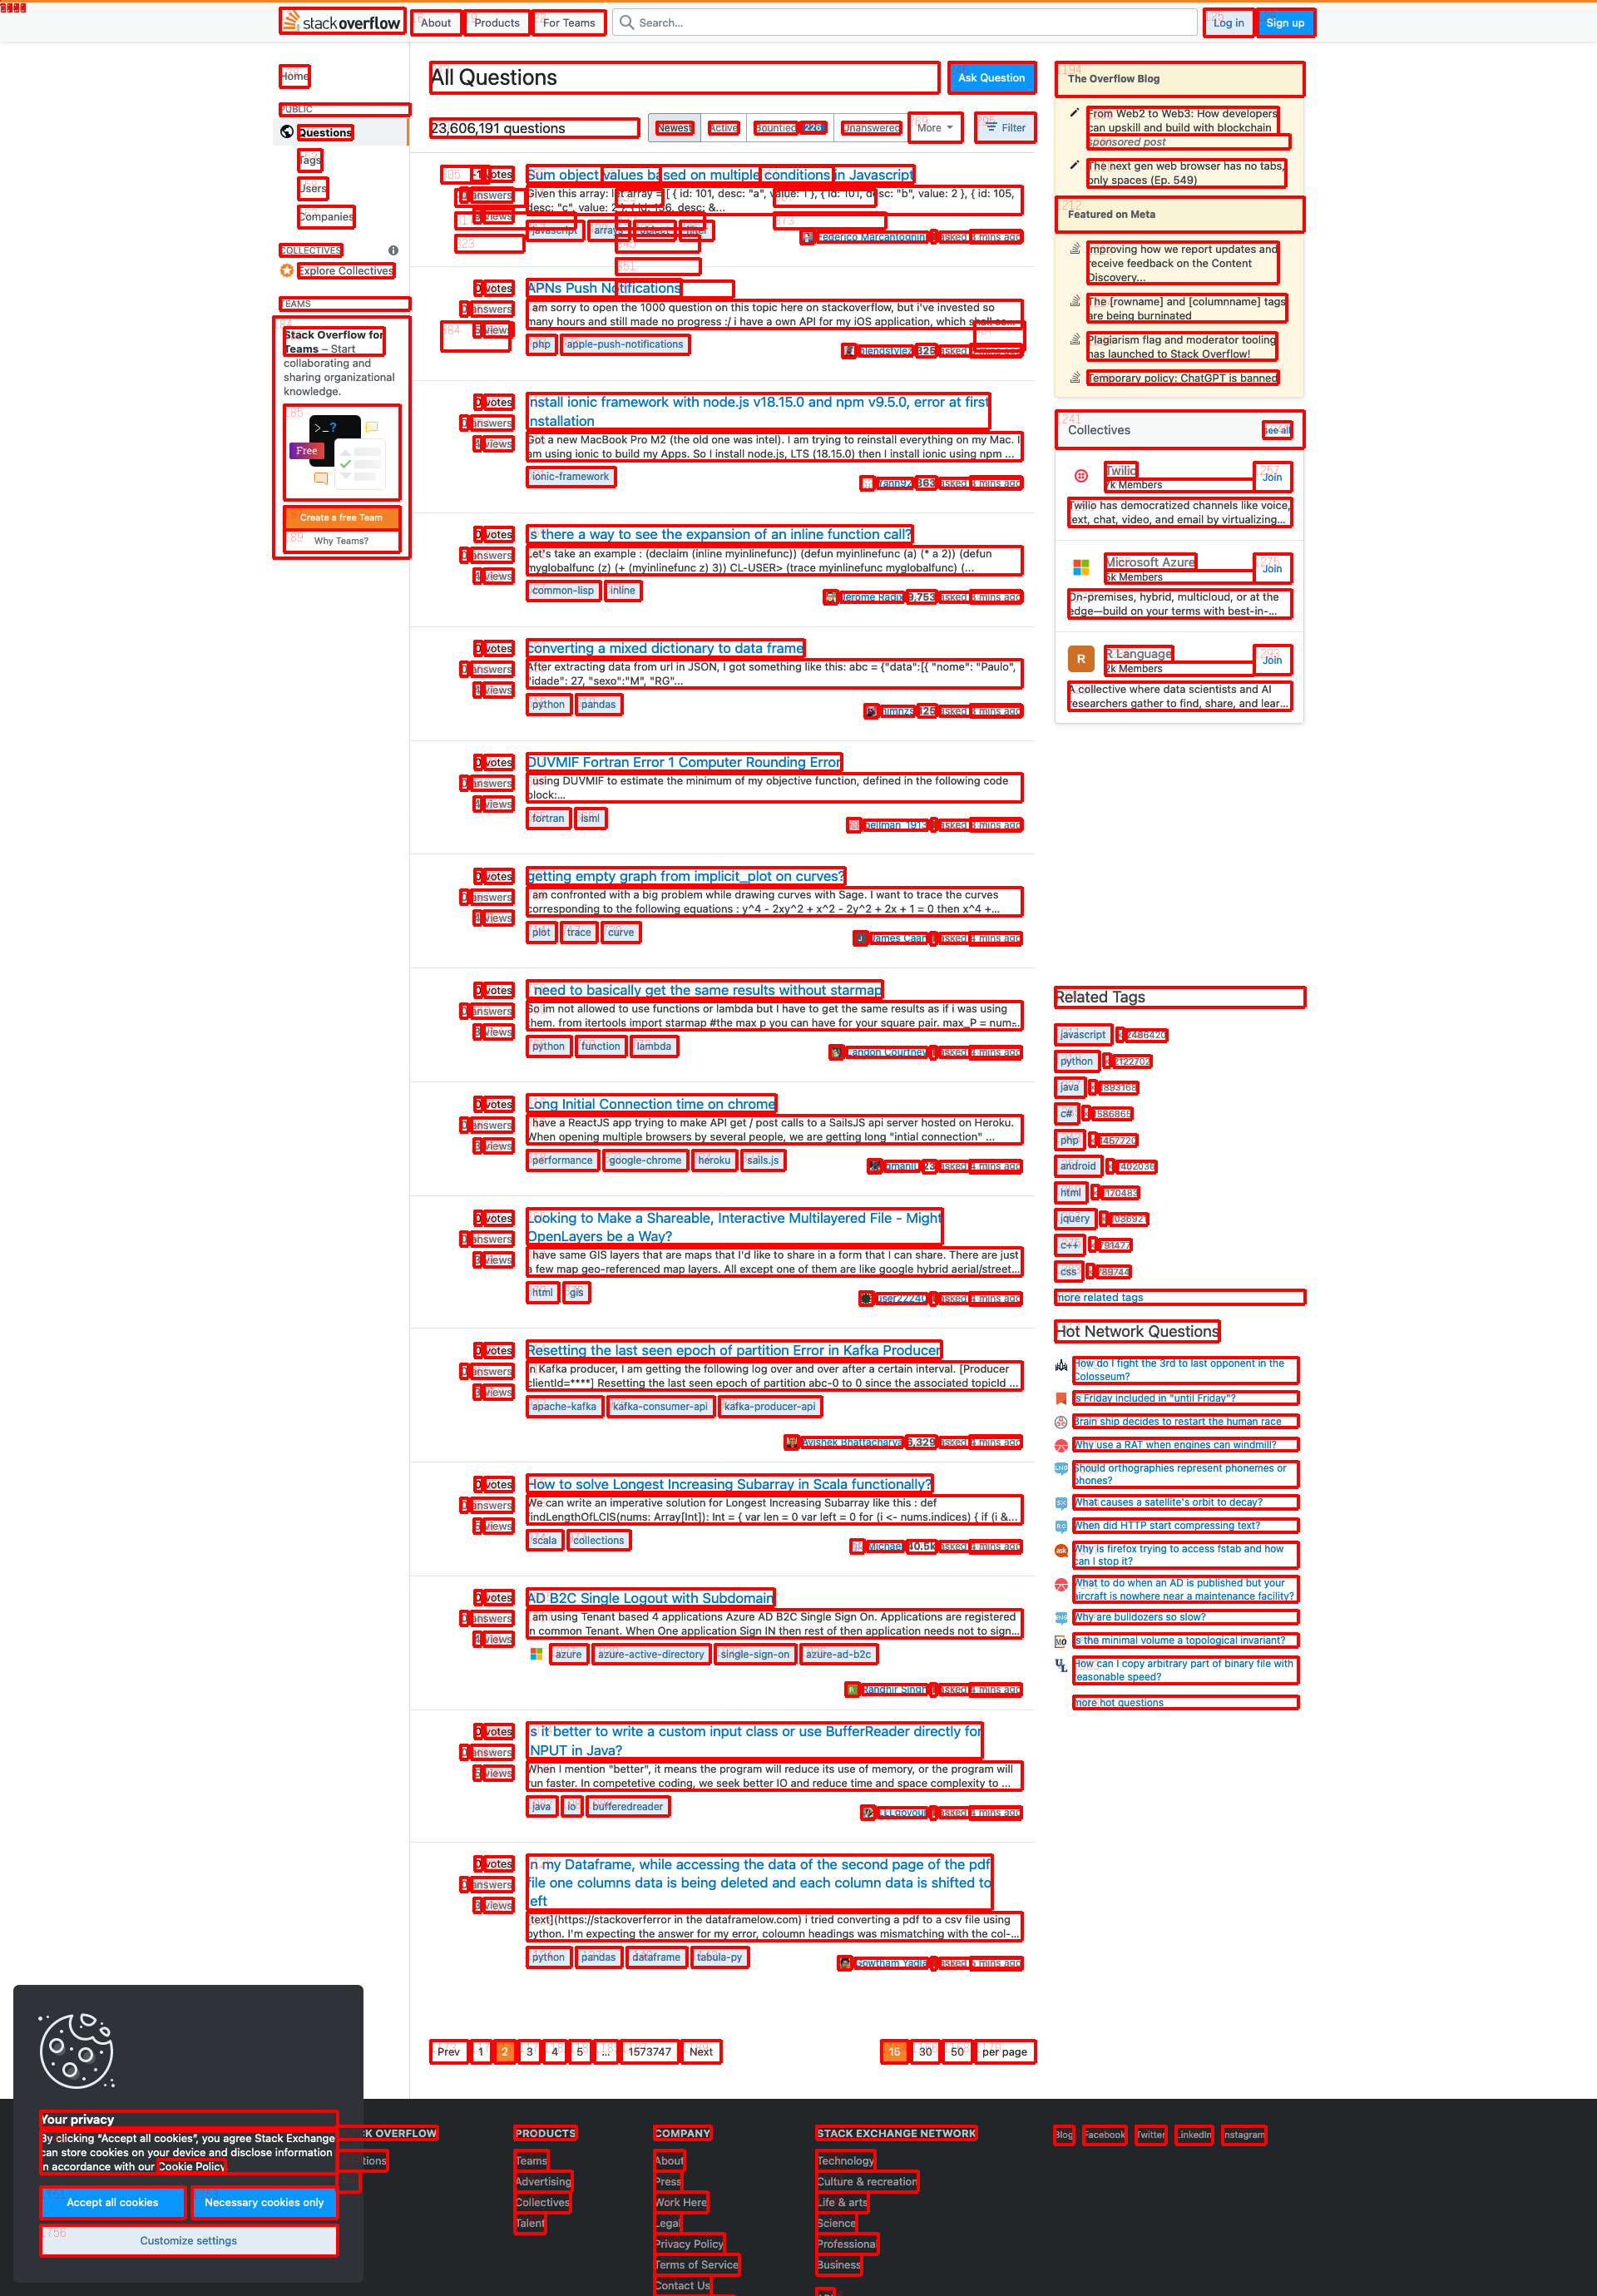 stackoverflow
About
Products
For Teams
Search...
Log in
Sign up
Home
PUBLIC
Questions
Tags
Users
Companies
COLLECTIVES
Explore Collectives
TEAMS
Stack Overflow for
Teams – Start
collaborating and
sharing organizational
knowledge.
Free
Create a free Team
Why Teams?
All Questions
Ask Question
23,606,191 questions
Newest
Active
Bountied 226
Unanswered
More
Filter
-1 votes
answers
views
Sum object values based on multiple conditions in Javascript
Given this array: let array = [ { id: 101, desc: "a", value: 1 }, { id: 101, desc: "b", value: 2 }, { id: 105,
javascript arrays object filter
Federico Marcantognini asked 3 mins ago
0 votes
0 answers
views
APNs Push Notifications
I am sorry to open the 1000 question on this topic here on stackoverflow, but i've invested so
many hours and still made no progress :/ i have a own API for my iOS application, which
php apple-push-notifications
blendstylez 325 asked
0 votes
0 answers
4 views
Install ionic framework with node.js v18.15.0 and npm v9.5.0, error at first
installation
Got a new MacBook Pro M2 (the old one was intel). I am trying to reinstall everything on my Mac. I
am using ionic to build my Apps. So I install node.js, LTS (18.15.0) then I install ionic using npm ...
ionic-framework
yann92 363 asked 3 mins ago
0 votes
0 answers
4 views
Is there a way to see the expansion of an inline function call?
Let's take an example : (declaim (inline myinlinefunc)) (defun myinlinefunc (a) (* a 2)) (defun
myglobalfunc (z) (+ (myinlinefunc z) 3)) CL-USER> (trace myinlinefunc myglobalfunc) (...
common-lisp inline
Jérôme Radix 9,753 asked 3 mins ago
0 votes
0 answers
4 views
converting a mixed dictionary to data frame
After extracting data from url in JSON, I got something like this: abc = {"data":[{ "nome": "Paulo",
"idade": 27, "sexo":"M", "RG"...
python pandas
himnzs 125 asked 3 mins ago
0 votes
0 answers
4 views
DUVMIF Fortran Error 1 Computer Rounding Error
I using DUVMIF to estimate the minimum of my objective function, defined in the following code
block:...
fortran imsl
bellman_1913 asked 3 mins ago
0 votes
0 answers
4 views
getting empty graph from implicit_plot on curves?
I am confronted with a big problem while drawing curves with Sage. I want to trace the curves
corresponding to the following equations : y^4 - 2xy^2 + x^2 - 2y^2 + 2x + 1 = 0 then x^4 +...
plot trace curve
James Caan asked 4 mins ago
0 votes
0 answers
3 views
I need to basically get the same results without starmap
So im not allowed to use functions or lambda but I have to get the same results as if i was using
them. from itertools import starmap #the max p you can have for your square pair. max_P = num-...
python function lambda
Landon Courtney asked 4 mins ago
0 votes
0 answers
3 views
Long Initial Connection time on chrome
I have a ReactJS app trying to make API get / post calls to a SailsJS api server hosted on Heroku.
When opening multiple browsers by several people, we are getting long "intial connection" ...
performance google-chrome heroku sails.js
23 asked 4 mins ago
0 votes
0 answers
3 views
Looking to Make a Shareable, Interactive Multilayered File - Might
OpenLayers be a Way?
I have same GIS layers that are maps that I'd like to share in a form that I can share. There are just
a few map geo-referenced map layers. All except one of them are like google hybrid aerial/street...
html gis
user22240 asked 4 mins ago
0 votes
0 answers
3 views
Resetting the last seen epoch of partition Error in Kafka Producer
In Kafka producer, I am getting the following log over and over after a certain interval. [Producer
clientId=****] Resetting the last seen epoch of partition abc-0 to 0 since the associated topicId ...
apache-kafka kafka-consumer-api kafka-producer-api
Avishek Bhattacharya 6,329 asked 4 mins ago
0 votes
0 answers
views
How to solve Longest Increasing Subarray in Scala functionally?
We can write an imperative solution for Longest Increasing Subarray like this : def
findLengthOfLCIS(nums: Array[Int]): Int = { var len = 0 var left = 0 for (i <- nums.indices) { if (i &...
scala collections
Michael 40.5k asked 4 mins ago
0 votes
0 answers
4 views
AD B2C Single Logout with Subdomain
I am using Tenant based 4 applications Azure AD B2C Single Sign On. Applications are registered
in common Tenant. When One application Sign IN then rest of then application needs not to sign...
azure azure-active-directory single-sign-on azure-ad-b2c
Randhir Singh asked 4 mins ago
0 votes
0 answers
views
Is it better to write a custom input class or use BufferReader directly for
INPUT in Java?
When I mention "better", it means the program will reduce its use of memory, or the program will
run faster. In competetive coding, we seek better IO and reduce time and space complexity to ...
java io bufferedreader
asked 4 mins ago
0 votes
0 answers
3 views
In my Dataframe, while accessing the data of the second page of the pdf
file one columns data is being deleted and each column data is shifted to
left
[text](https://stackoverferror in the dataframelow.com) i tried converting a pdf to a csv file using
python. I'm expecting the answer for my error, coloumn headings was mismatching with the col-...
python pandas dataframe tabula-py
Gowtham Yadla asked 5 mins ago
Prev 1 2 3 4 5 ... 1573747 Next
15 30 50 per page
The Overflow Blog
From Web2 to Web3: How developers
can upskill and build with blockchain
sponsored post
The next gen web browser has no tabs,
only spaces (Ep. 549)
Featured on Meta
Improving how we report updates and
receive feedback on the Content
Discovery...
The [rowname] and [columnname] tags
are being burninated
Plagiarism flag and moderator tooling
has launched to Stack Overflow!
Temporary policy: ChatGPT is banned
Collectives
see all
Twilio
7k Members
Join
Twilio has democratized channels like voice,
text, chat, video, and email by virtualizing...
Microsoft Azure
5k Members
Join
On-premises, hybrid, multicloud, or at the
edge—build on your terms with best-in-...
R
R Language
2k Members
Join
A collective where data scientists and AI
researchers gather to find, share, and lear...
Related Tags
javascript × 2486420
python × 2122702
java × 1893168
c# × 1586865
php × 1457720
android × 1402036
html × 1170483
jquery × 1036921
c++ × 791477
css × 789744
more related tags
Hot Network Questions
How do I fight the 3rd to last opponent in the
Colosseum?
Is Friday included in "until Friday"?
Brain ship decides to restart the human race
Why use a RAT when engines can windmill?
Should orthographies represent phonemes or
phones?
What causes a satellite's orbit to decay?
When did HTTP start compressing text?
Why is firefox trying to access fstab and how
can I stop it?
What to do when an AD is published but your
aircraft is nowhere near a maintenance facility?
Why are bulldozers so slow?
Is the minimal volume a topological invariant?
How can I copy arbitrary part of binary file with
reasonable speed?
more hot questions
Your privacy
By clicking “Accept all cookies”, you agree Stack Exchange
can store cookies on your device and disclose information
in accordance with our Cookie Policy.
Accept all cookies
Necessary cookies only
Customize settings
OVERFLOW
PRODUCTS
Teams
Advertising
Collectives
Talent
COMPANY
About
Press
Work Here
Legal
Privacy Policy
Terms of Service
Contact Us
STACK EXCHANGE NETWORK
Technology
Culture & recreation
Life & arts
Science
Professional
Business
Blog
Facebook
Twitter
LinkedIn
Instagram